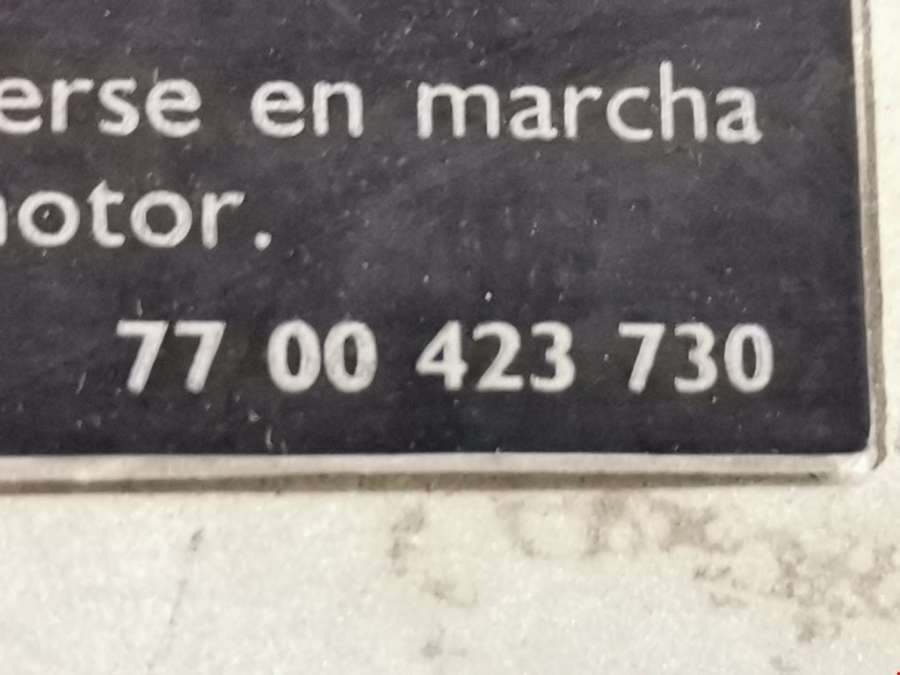 erse en marcha
otor.
77 00 423 730